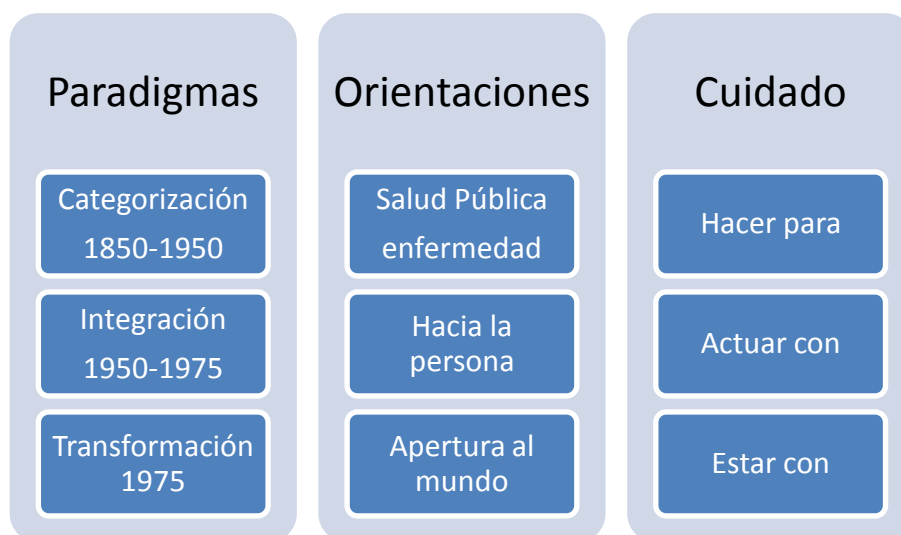 Paradigmas
Categorización
1850-1950
Integración
1950-1975
Transformación
1975
Orientaciones
Salud Pública
enfermedad
Hacia la
persona
Apertura al
mundo
Cuidado
Hacer para
Actuar con
Estar con